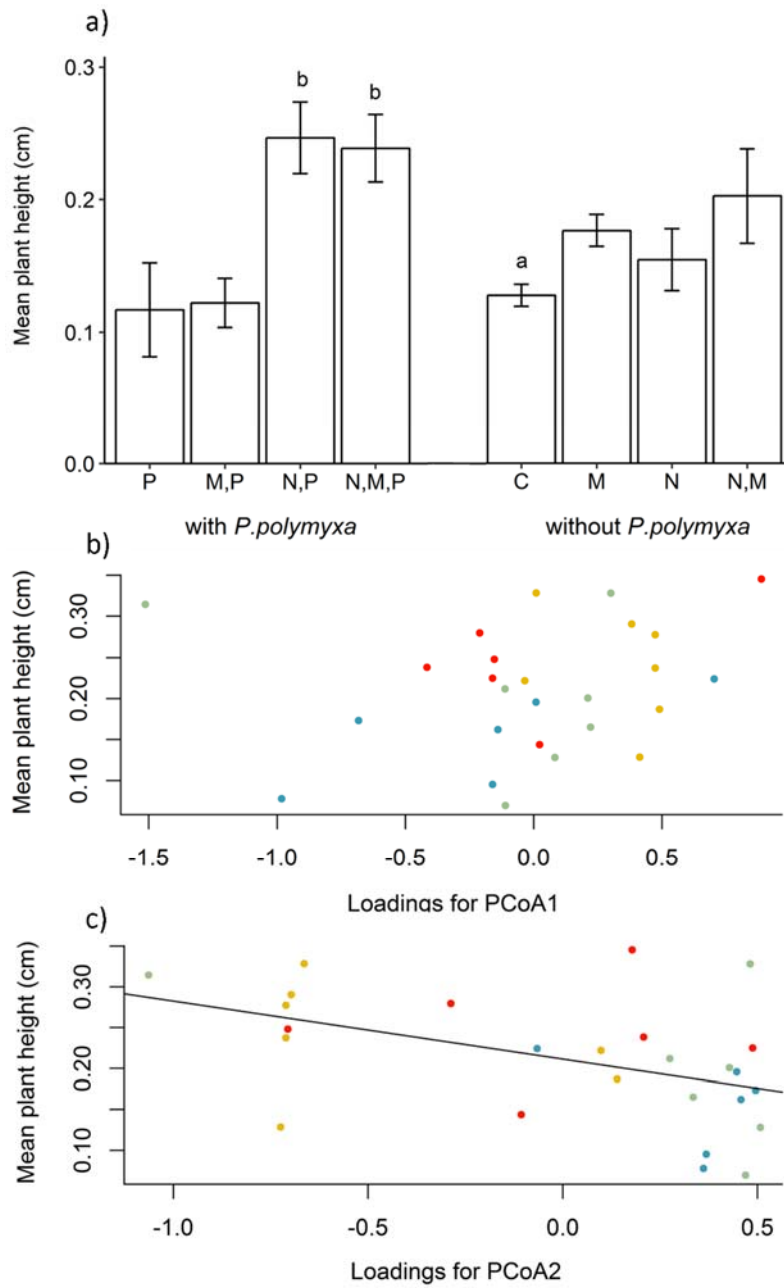 a)
Mean plant height (cm)
0.3
0.2
0.1
0.0
b
b
a
P
M,P
N,P
N,M,P
C
M
N
N,M
with P.polymyxa
without P.polymyxa
b)
Mean plant height (cm)
0.30
0.20
0.10
-1.5
-1.0
-0.5
0.0
0.5
Loadings for PCoA1
c)
Mean plant height (cm)
0.30
0.20
0.10
-1.0
-0.5
0.0
0.5
Loadings for PCoA2